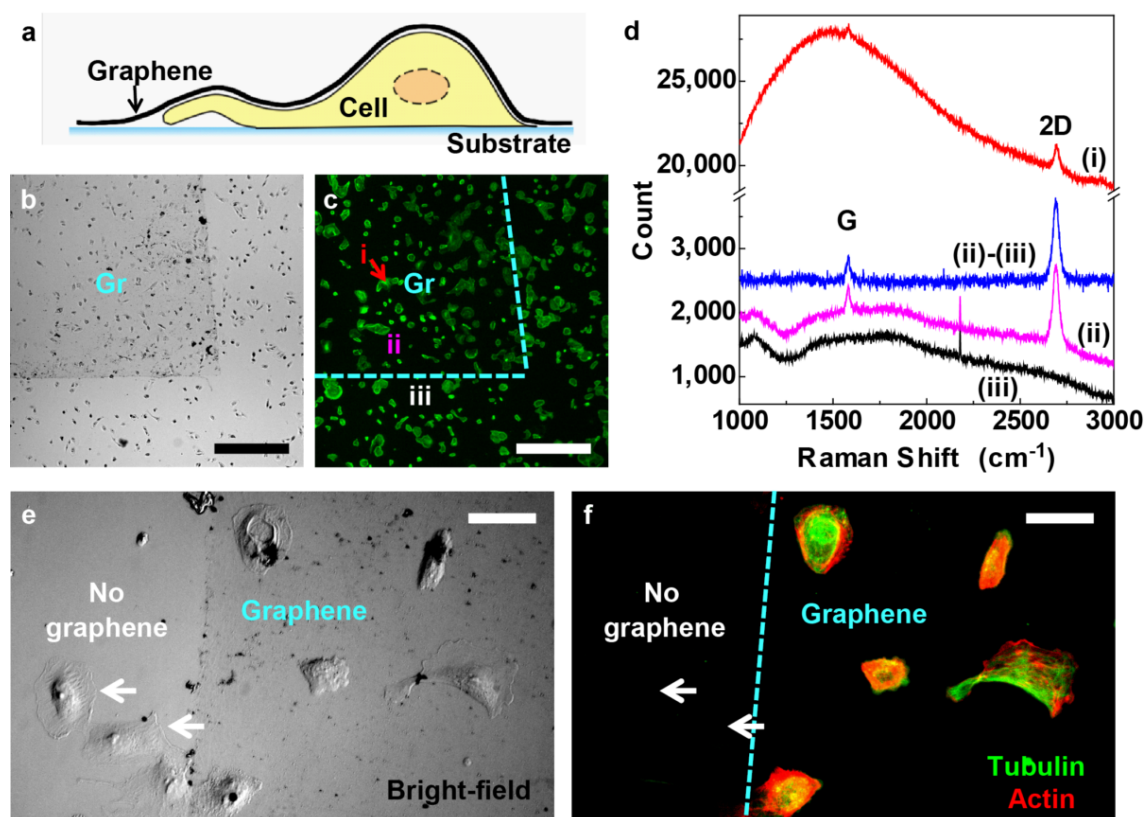 a
Graphene
Cell
Substrate
b
Gr
c
i
Gr
ii
iii
d
25,000
20,000
3,000
2,000
1,000
Count
2D
(i)
G
(ii)-(iii)
(ii)
(iii)
1000 1500 2000 2500 3000
Raman Shift (cm⁻¹)
e
No
graphene
Graphene
Bright-field
f
No
graphene
Graphene
Tubulin
Actin